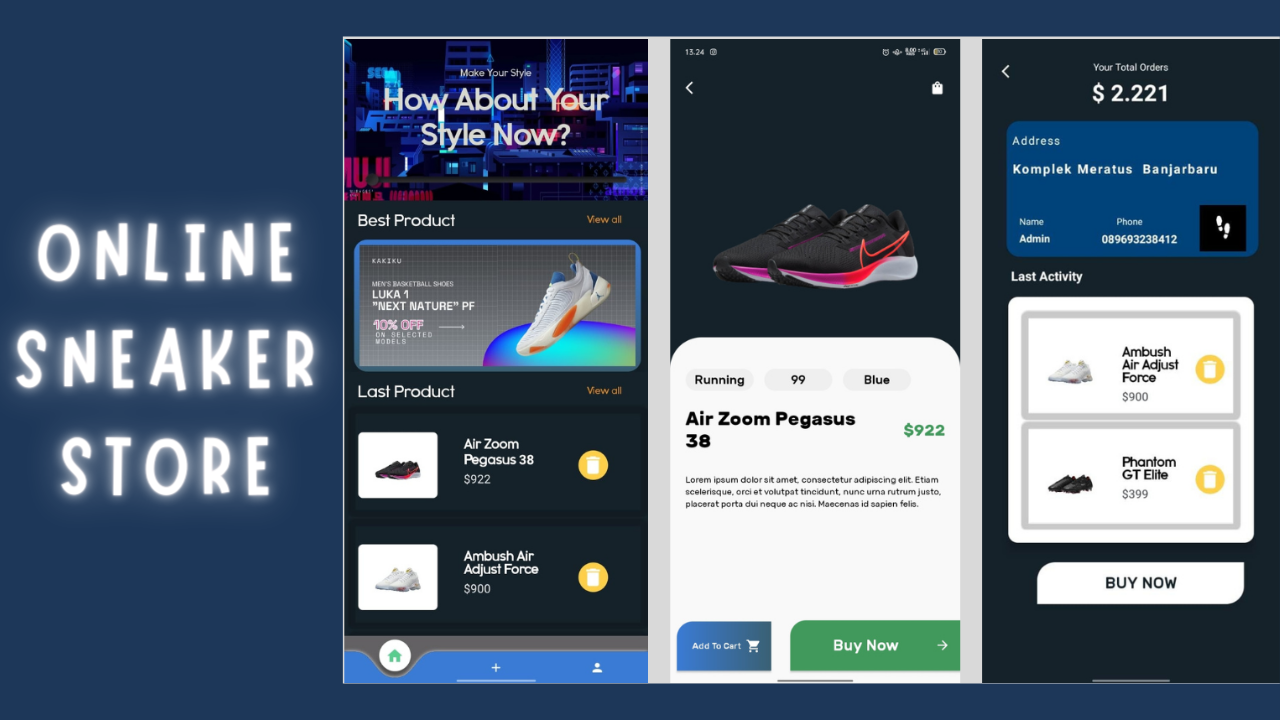 ONLINE
SNEAKER
STORE
SEGA
Make Your Style
How About Your
Style Now?
MUJI
Best Product
View all
KAKIKU
MEN'S BASKETBALL SHOES
LUKA 1
"NEXT NATURE" PF
10% OFF
ON SELECTED
MODELS
Last Product
View all
Air Zoom
Pegasus 38
$922
Ambush Air
Adjust Force
$900
13.24
Running
99
Blue
Air Zoom Pegasus
38
$922
Lorem ipsum dolor sit amet, consectetur adipiscing elit. Etiam
scelerisque, orci et volutpat tincidunt, nunc urna rutrum justo,
placerat porta dui neque ac nisi. Maecenas id sapien felis.
Add To Cart
Buy Now
Your Total Orders
$ 2.221
Address
Komplek Meratus Banjarbaru
Name
Phone
Admin
089693238412
Last Activity
Ambush
Air Adjust
Force
$900
Phantom
GT Elite
$399
BUY NOW